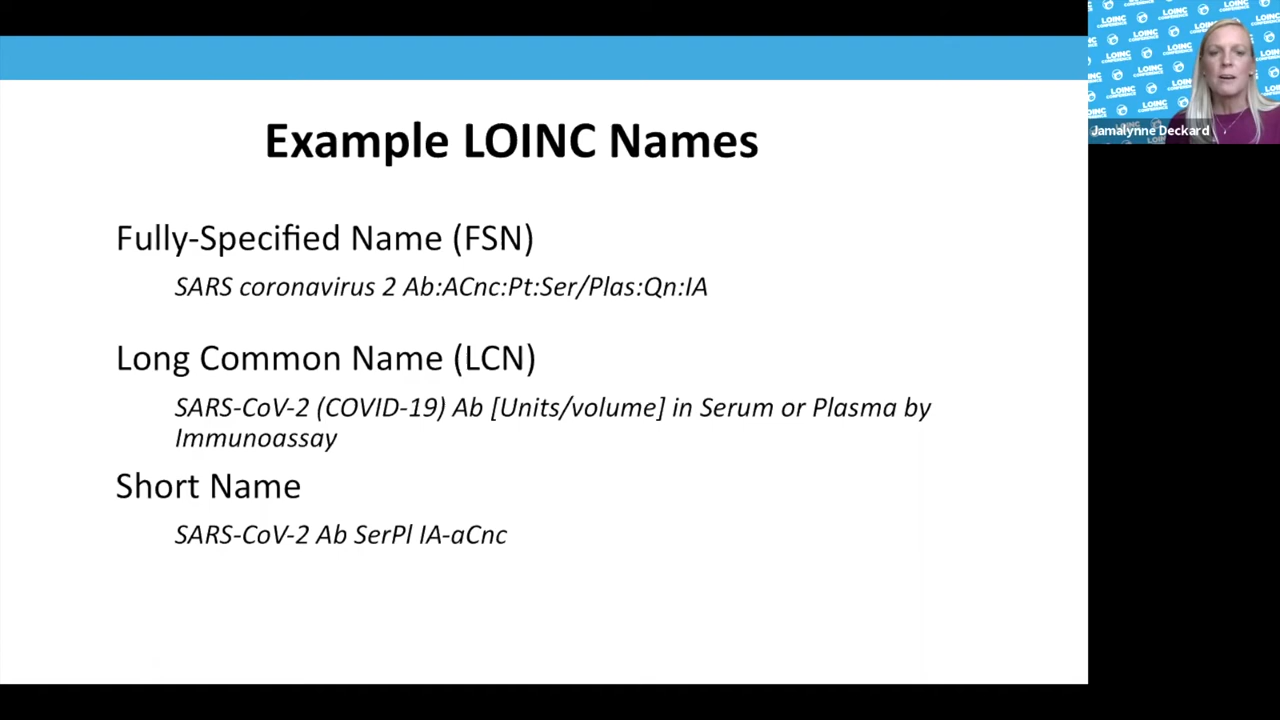 Example LOINC Names
Fully-Specified Name (FSN)
SARS coronavirus 2 Ab:ACnc:Pt:Ser/Plas:Qn:IA
Long Common Name (LCN)
SARS-CoV-2 (COVID-19) Ab [Units/volume] in Serum or Plasma by
Immunoassay
Short Name
SARS-CoV-2 Ab SerPl IA-aCnc
LOINC
CONFERENCE
Jamalynne Deckard